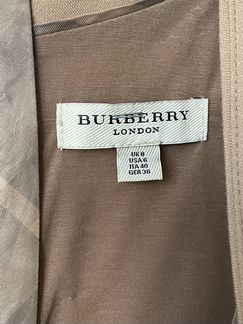 BURBERRY
LONDON
UK 8
USA 6
ITA 40
GER 36